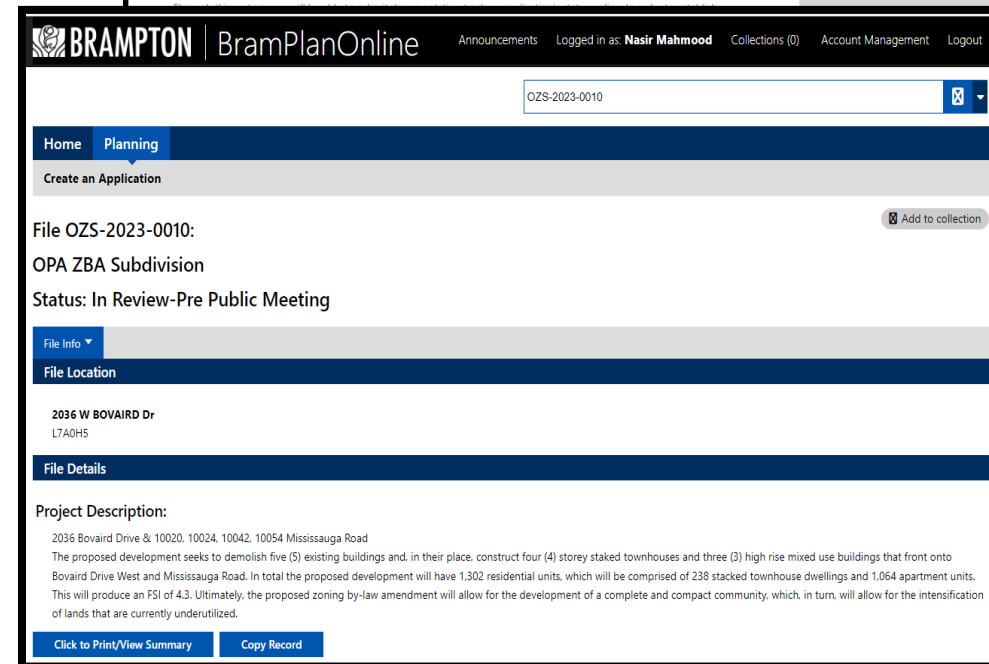 BRAMPTON | BramPlanOnline
Announcements Logged in as: Nasir Mahmood Collections (0) Account Management Logout
OZS-2023-0010
Home Planning
Create an Application
Add to collection
File OZS-2023-0010:
OPA ZBA Subdivision
Status: In Review-Pre Public Meeting
File Info
File Location
2036 W BOVAIRD Dr
L7A0H5
File Details
Project Description:
2036 Bovaird Drive & 10020, 10024, 10042, 10054 Mississauga Road
The proposed development seeks to demolish five (5) existing buildings and, in their place, construct four (4) storey staked townhouses and three (3) high rise mixed use buildings that front onto
Bovaird Drive West and Mississauga Road. In total the proposed development will have 1,302 residential units, which will be comprised of 238 stacked townhouse dwellings and 1,064 apartment units.
This will produce an FSI of 4.3. Ultimately, the proposed zoning by-law amendment will allow for the development of a complete and compact community, which, in turn, will allow for the intensification
of lands that are currently underutilized.
Click to Print/View Summary Copy Record